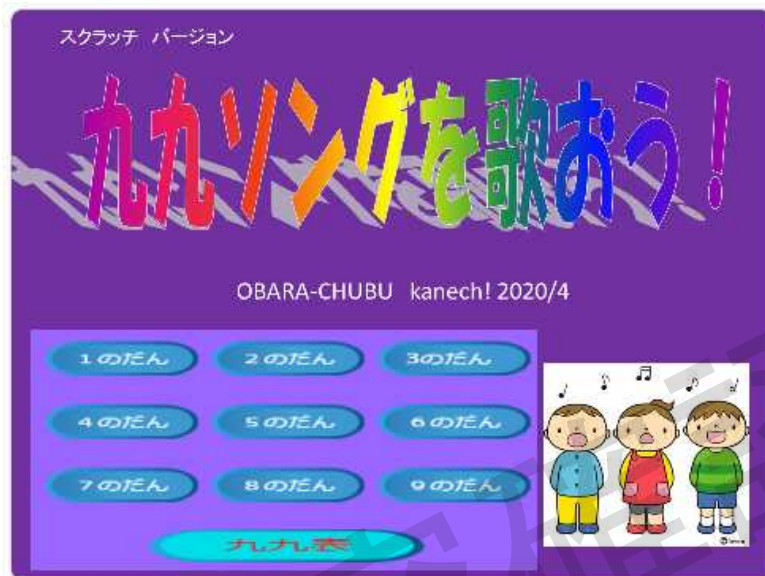 スクラッチ バージョン
九九ソングを歌おう!
OBARA-CHUBU kanech! 2020/4
1のだん 2のだん 3のだん
4のだん 5のだん 6のだん
7のだん 8のだん 9のだん
九九表